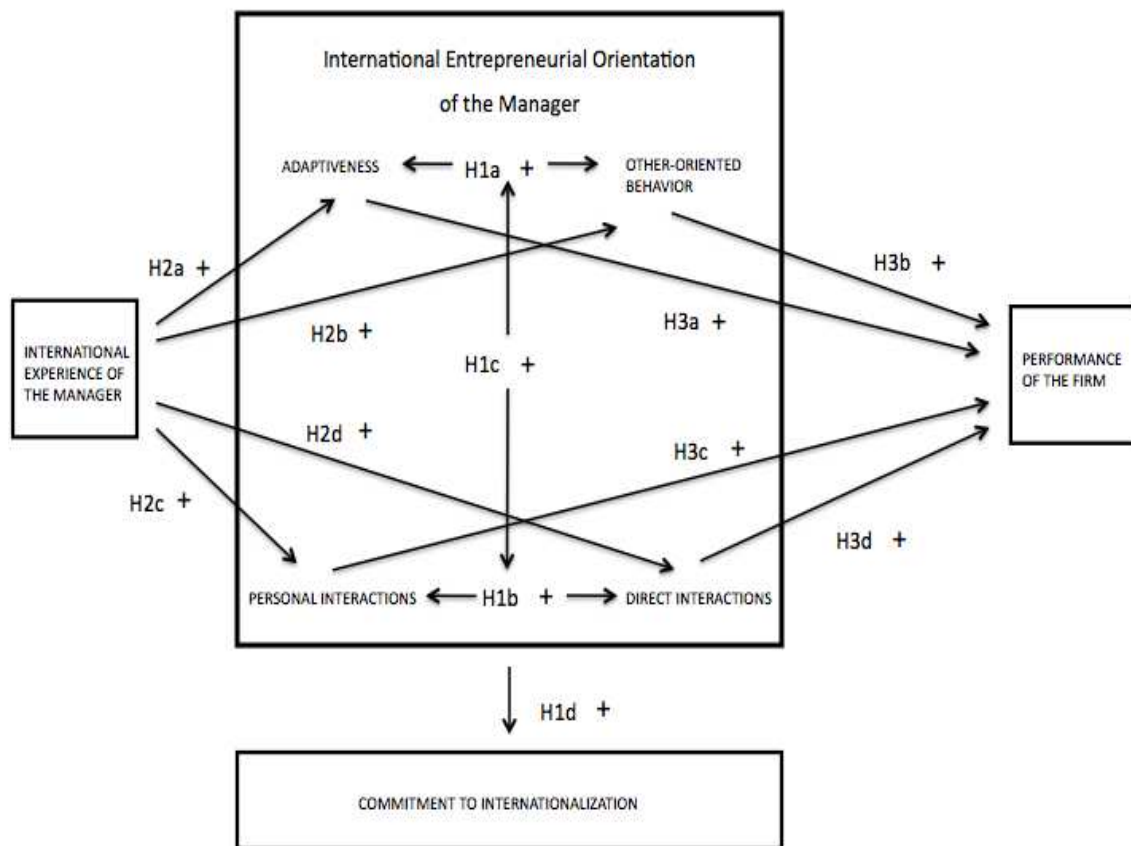 International Entrepreneurial Orientation
of the Manager
ADAPTIVENESS
H1a +
OTHER-ORIENTED
BEHAVIOR
H2a +
H3b +
H2b +
H3a +
INTERNATIONAL
EXPERIENCE OF
THE MANAGER
H1c +
PERFORMANCE
OF THE FIRM
H2d +
H3c +
H2c +
H3d +
PERSONAL INTERACTIONS
H1b +
DIRECT INTERACTIONS
H1d +
COMMITMENT TO INTERNATIONALIZATION